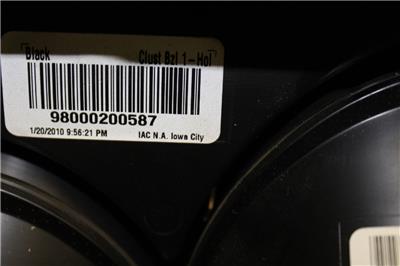 Black Clust Bzl 1-Hol
98000200587
1/20/2010 9:56:21 PM IAC N.A. Iowa City